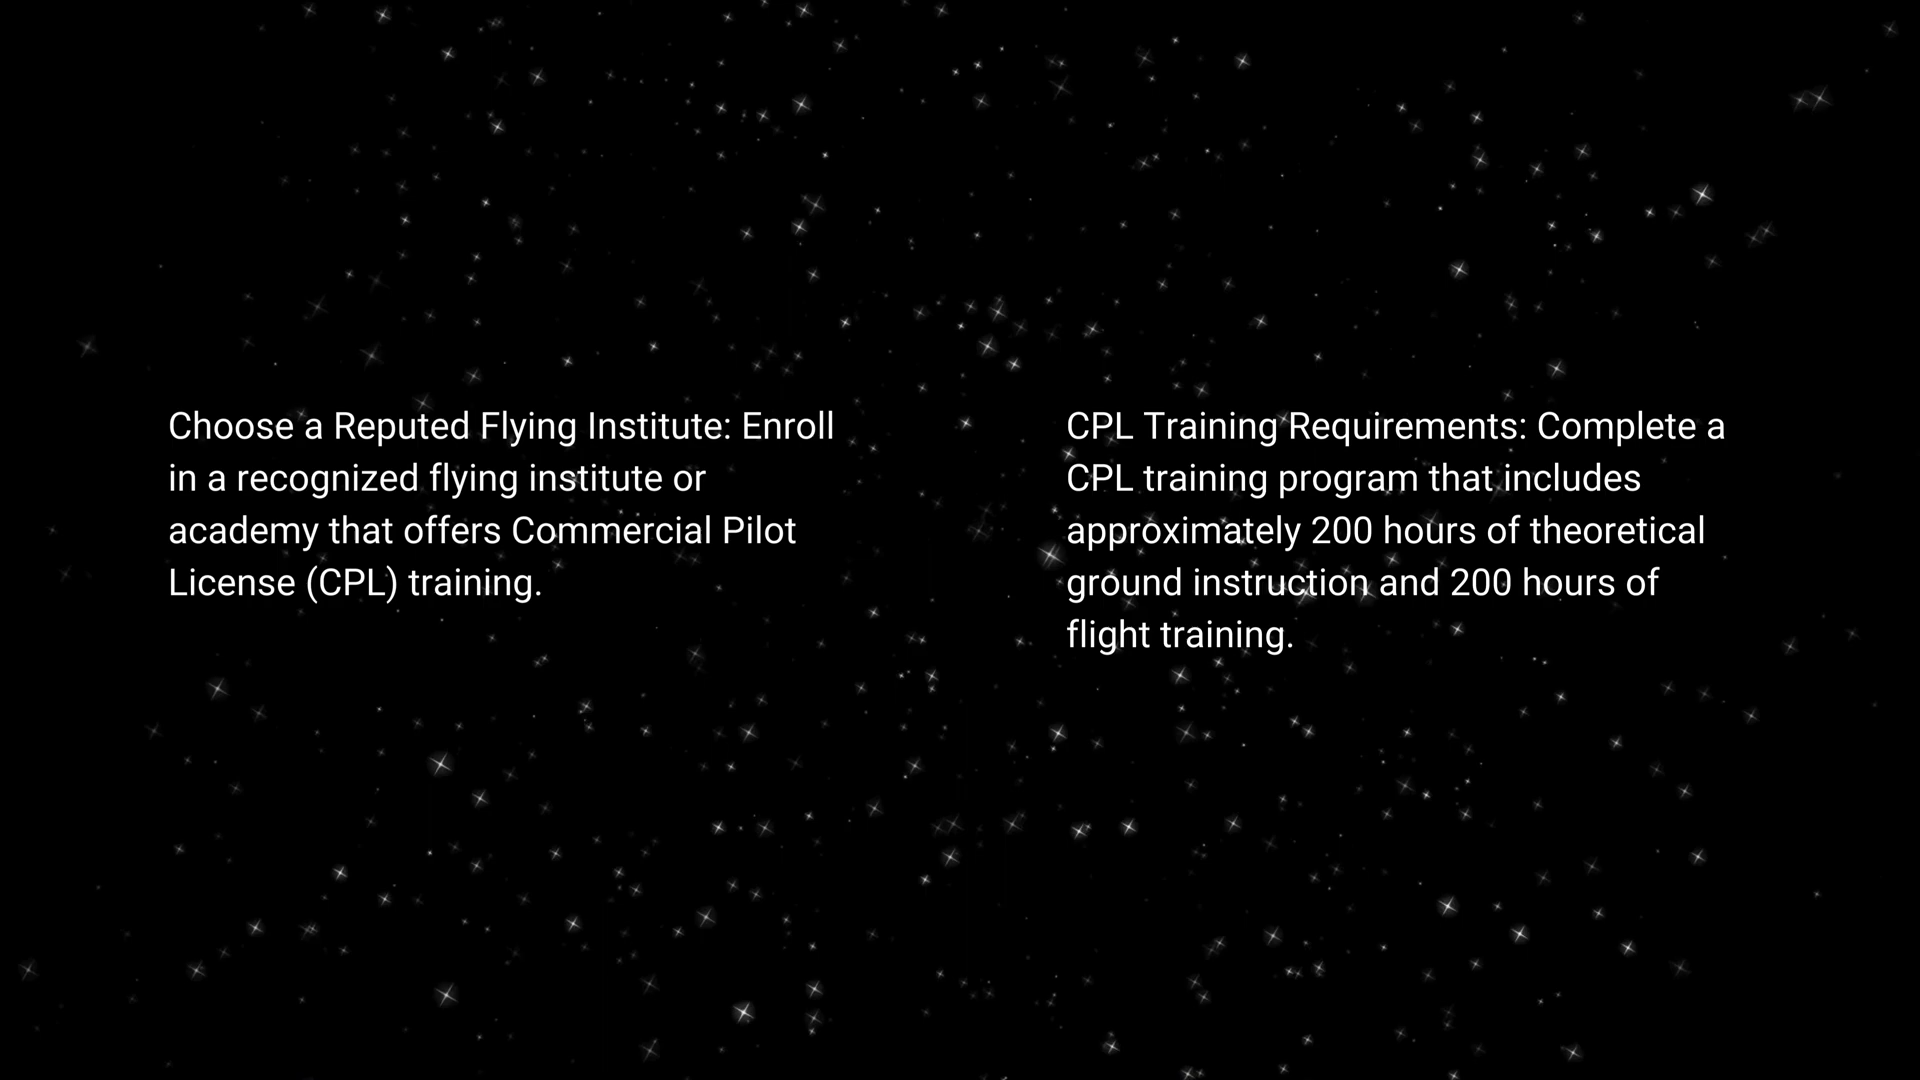 Choose a Reputed Flying Institute: Enroll
in a recognized flying institute or
academy that offers Commercial Pilot
License (CPL) training.
CPL Training Requirements: Complete a
CPL training program that includes
approximately 200 hours of theoretical
ground instruction and 200 hours of
flight training.